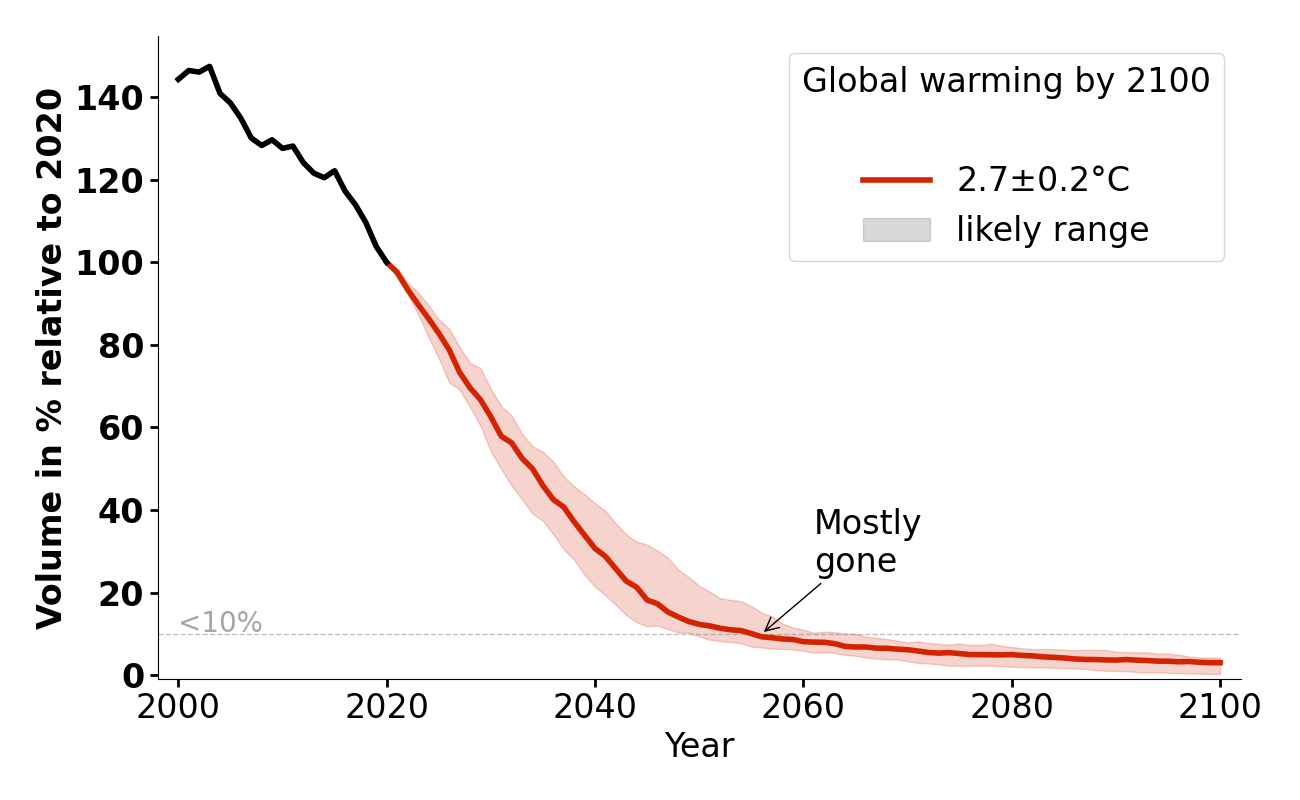 Volume in % relative to 2020
140
120
100
80
60
40
20
0
Global warming by 2100
2.7±0.2°C
likely range
Mostly
gone
<10%
2000 2020 2040 2060 2080 2100
Year